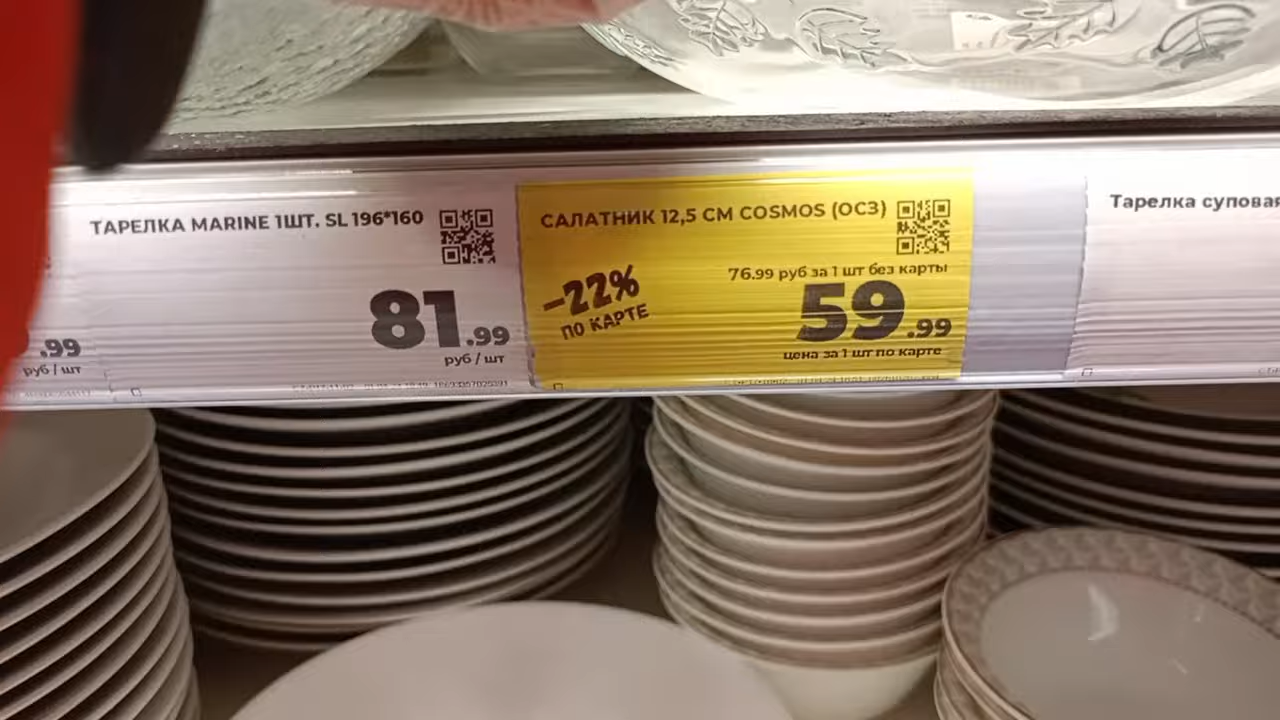 .99
руб / шт
ТАРЕЛКА MARINE 1ШТ. SL 196*160
81.99
руб / шт
САЛАТНИК 12,5 СМ COSMOS (ОСЗ)
-22%
ПО КАРТЕ
76.99 руб за 1 шт без карты
59.99
цена за 1 шт по карте
Тарелка суповая